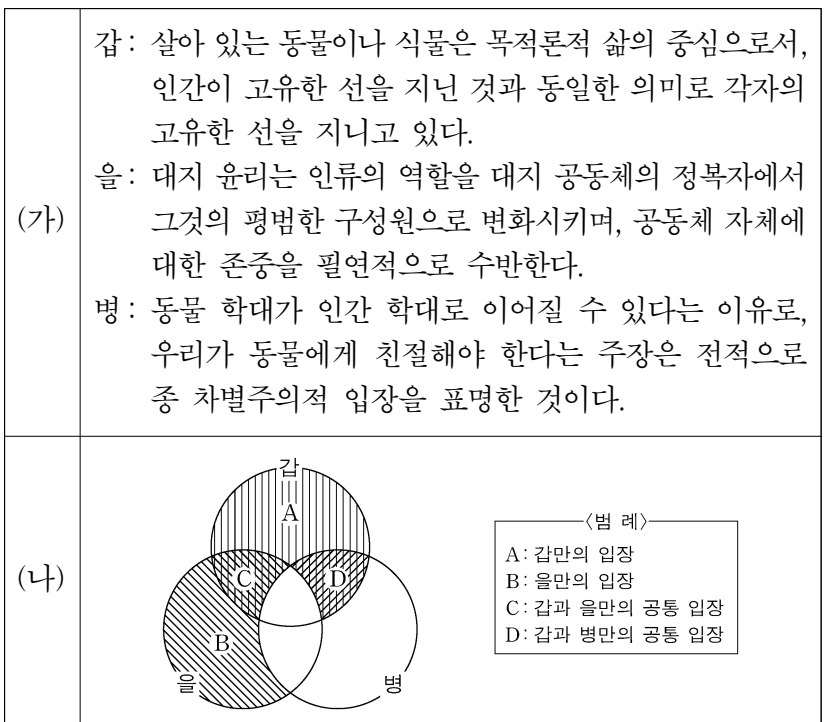 (가)
갑: 살아 있는 동물이나 식물은 목적론적 삶의 중심으로서,
인간이 고유한 선을 지닌 것과 동일한 의미로 각자의
고유한 선을 지니고 있다.
을: 대지 윤리는 인류의 역할을 대지 공동체의 정복자에서
그것의 평범한 구성원으로 변화시키며, 공동체 자체에
대한 존중을 필연적으로 수반한다.
병: 동물 학대가 인간 학대로 이어질 수 있다는 이유로,
우리가 동물에게 친절해야 한다는 주장은 전적으로
종 차별주의적 입장을 표명한 것이다.
(나)
갑
A
C
D
B
을
병
〈범 례〉
A: 갑만의 입장
B: 을만의 입장
C: 갑과 을만의 공통 입장
D: 갑과 병만의 공통 입장